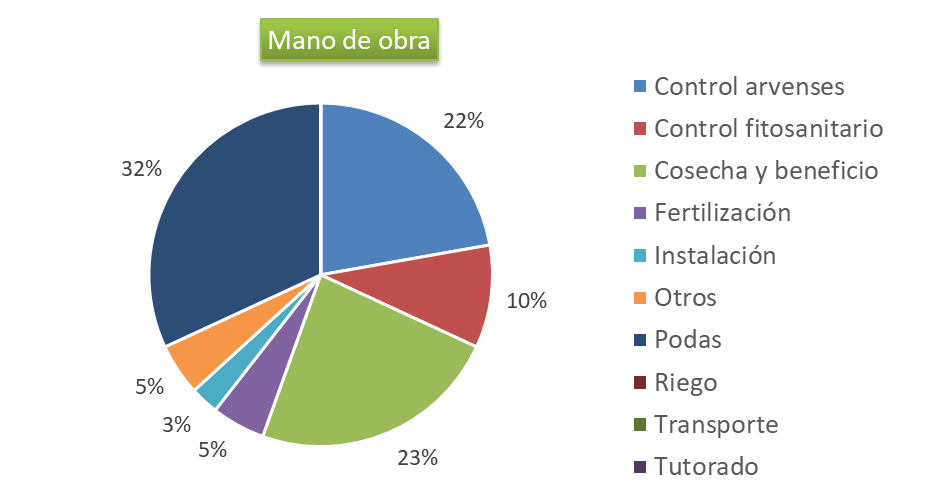 Mano de obra
22%
32%
10%
5%
3%
5%
23%
Control arvenses
Control fitosanitario
Cosecha y beneficio
Fertilización
Instalación
Otros
Podas
Riego
Transporte
Tutorado